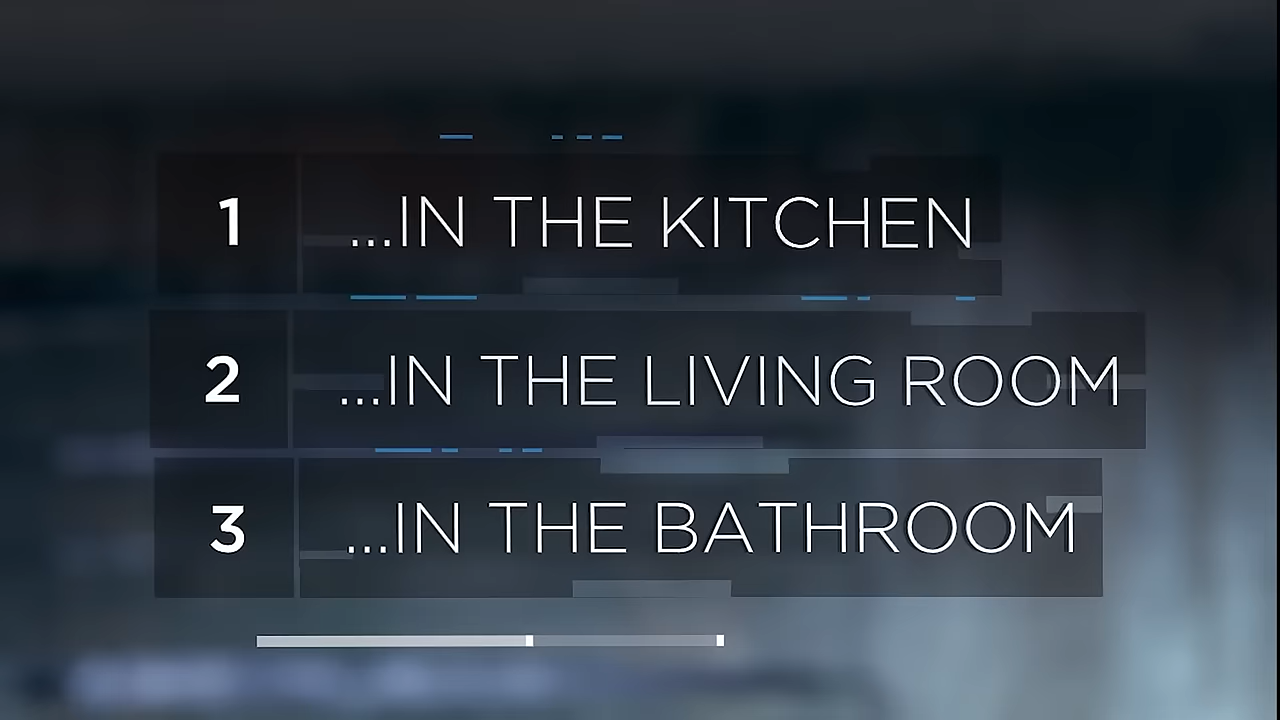 1 ...IN THE KITCHEN
2 ...IN THE LIVING ROOM
3 ...IN THE BATHROOM